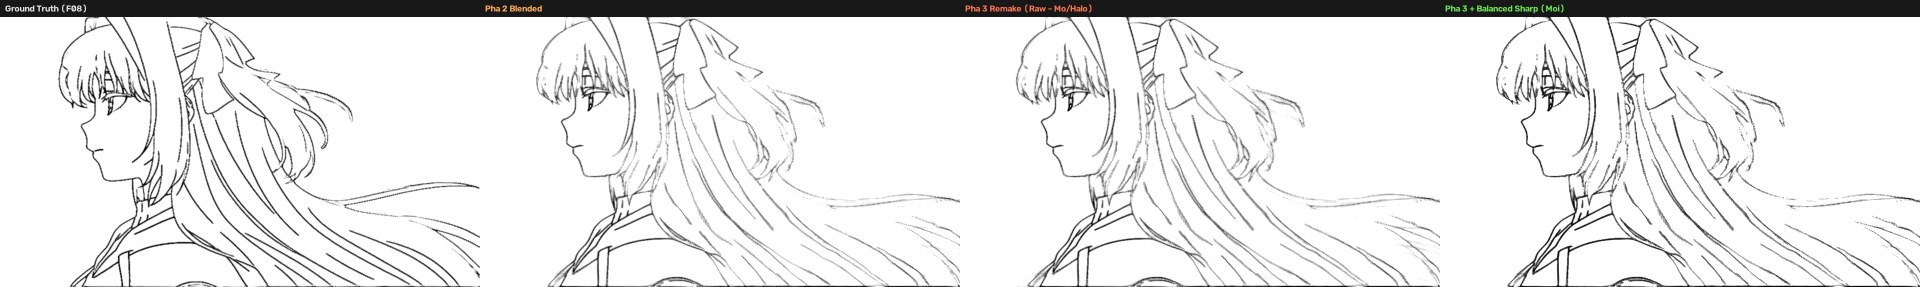 Ground Truth (F08)
Pha 2 Blended
Pha 3 Remake (Raw - Mo/Halo)
Pha 3 + Balanced Sharp (Moi)